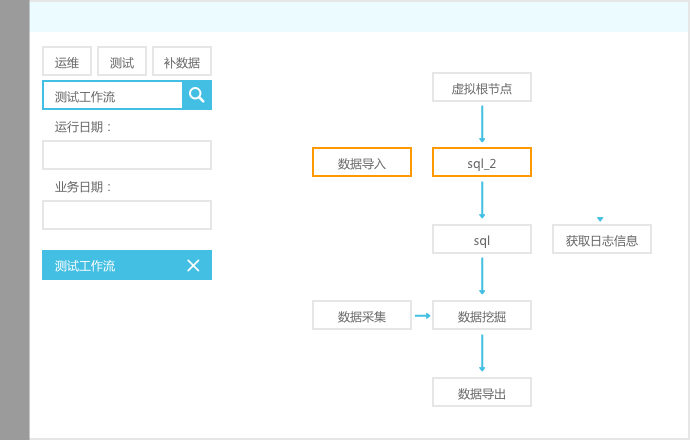 运维
测试
补数据
测试工作流
运行日期：
业务日期：
测试工作流
虚拟根节点
数据导入
sql_2
sql
获取日志信息
数据采集
数据挖掘
数据导出